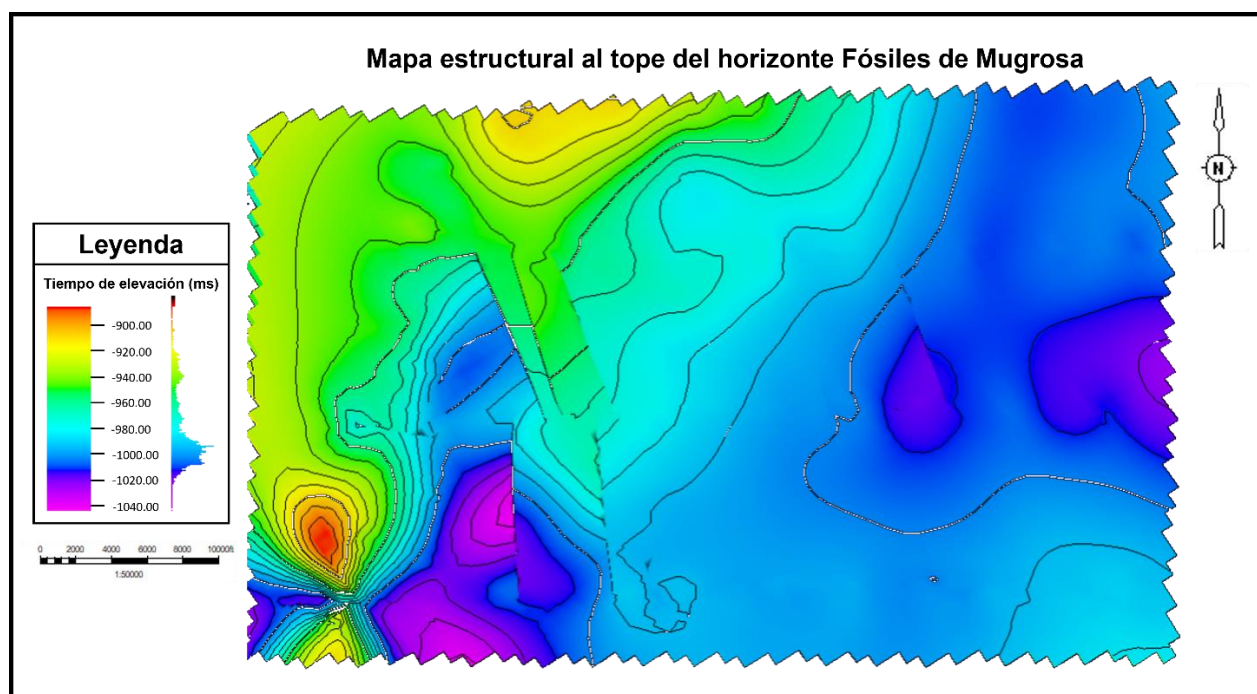 Mapa estructural al tope del horizonte Fósiles de Mugrosa
N
Leyenda
Tiempo de elevación (ms)
-900.00
-920.00
-940.00
-960.00
-980.00
-1000.00
-1020.00
-1040.00
0 2000 4000 6000 8000 10000ft
1:50000